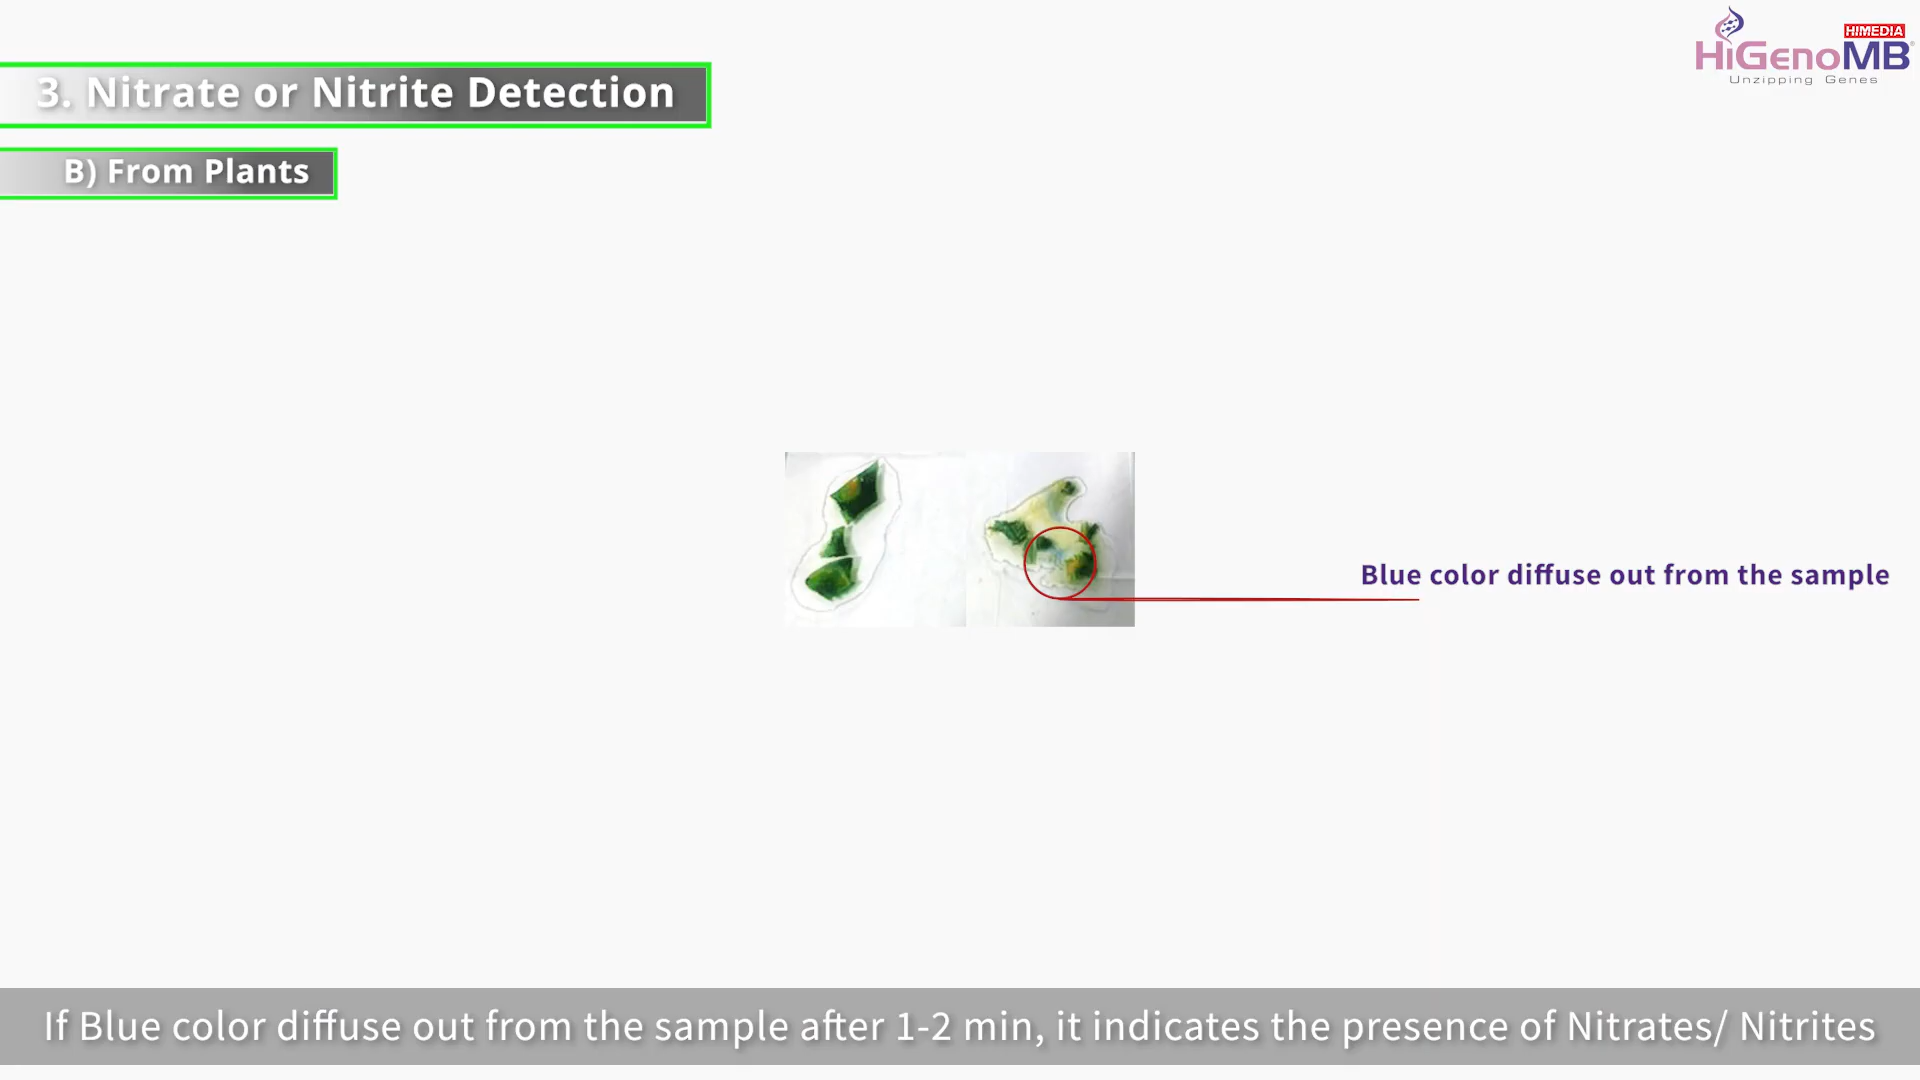 HIMEDIA
HiGenoMB®
Unzipping Genes
3. Nitrate or Nitrite Detection
B) From Plants
Blue color diffuse out from the sample
If Blue color diffuse out from the sample after 1-2 min, it indicates the presence of Nitrates/ Nitrites